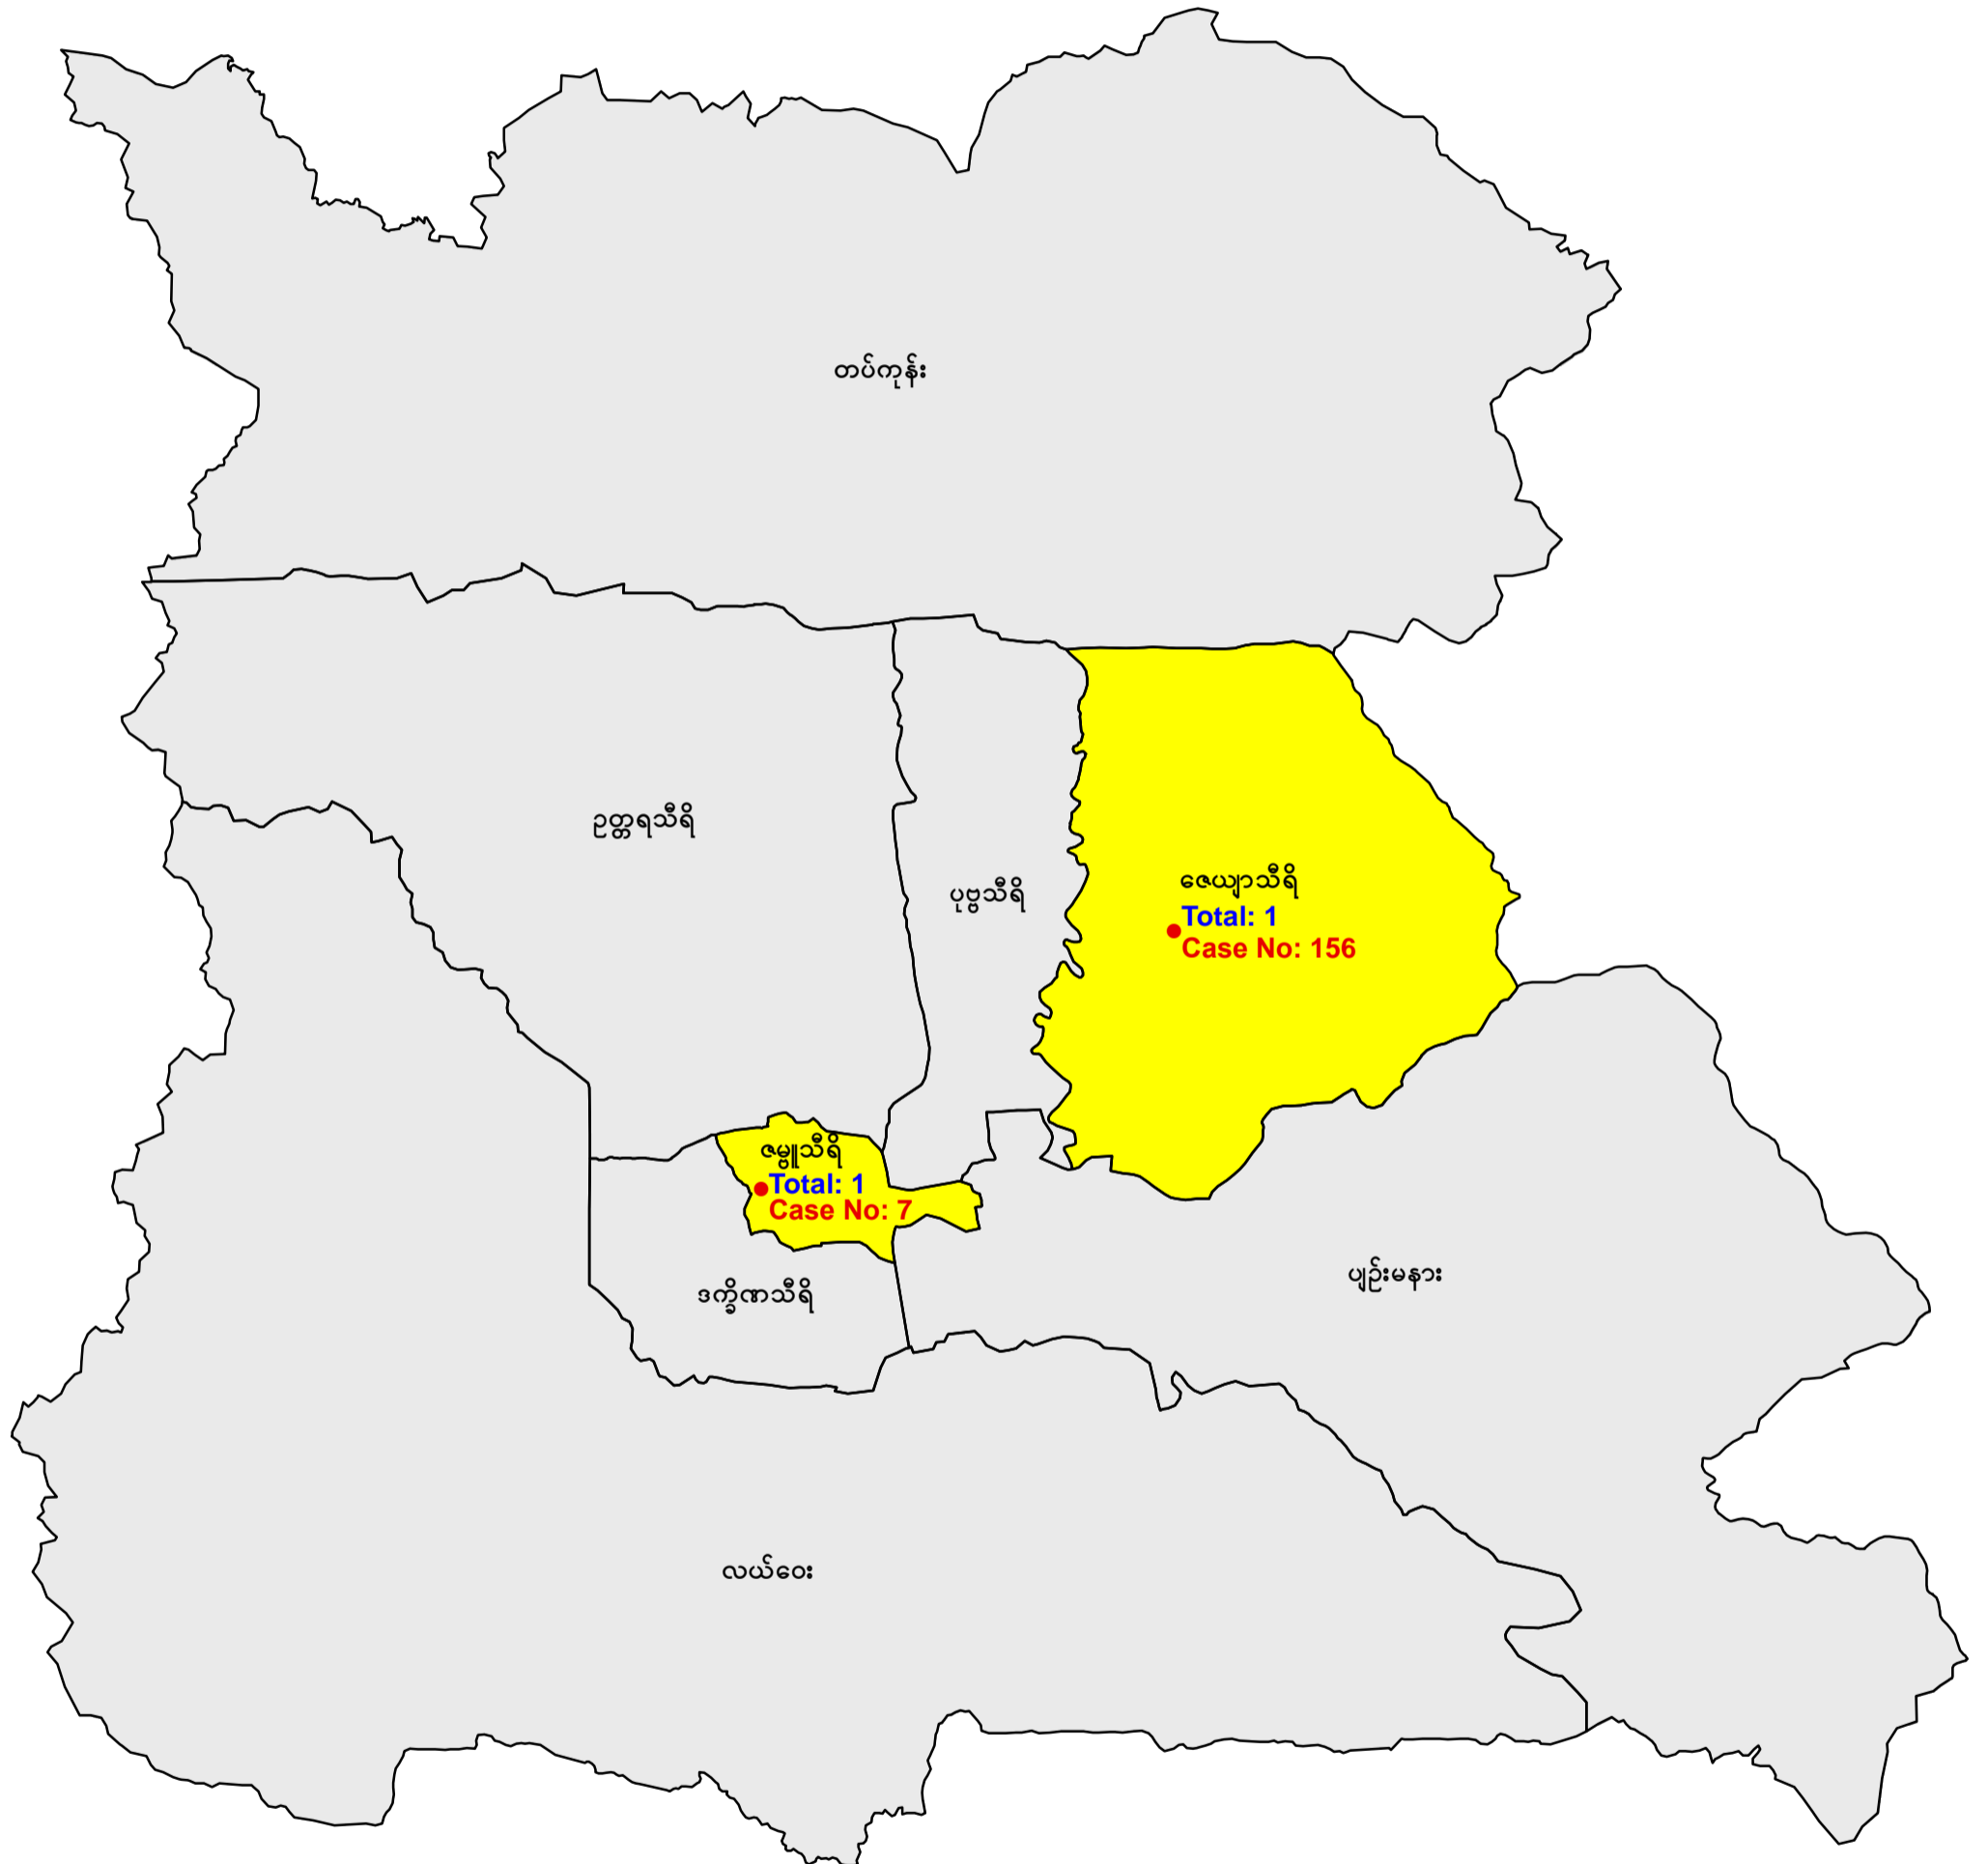 တပ်ကုန်း
ဥတ္တရသီရိ
ပုဗ္ဗသီရိ
ဇေယျာသီရိ
Total: 1
Case No: 156
ဇမ္ဗူသီရိ
Total: 1
Case No: 7
ဒက္ခိဏသီရိ
ပျဉ်းမနား
လယ်ဝေး